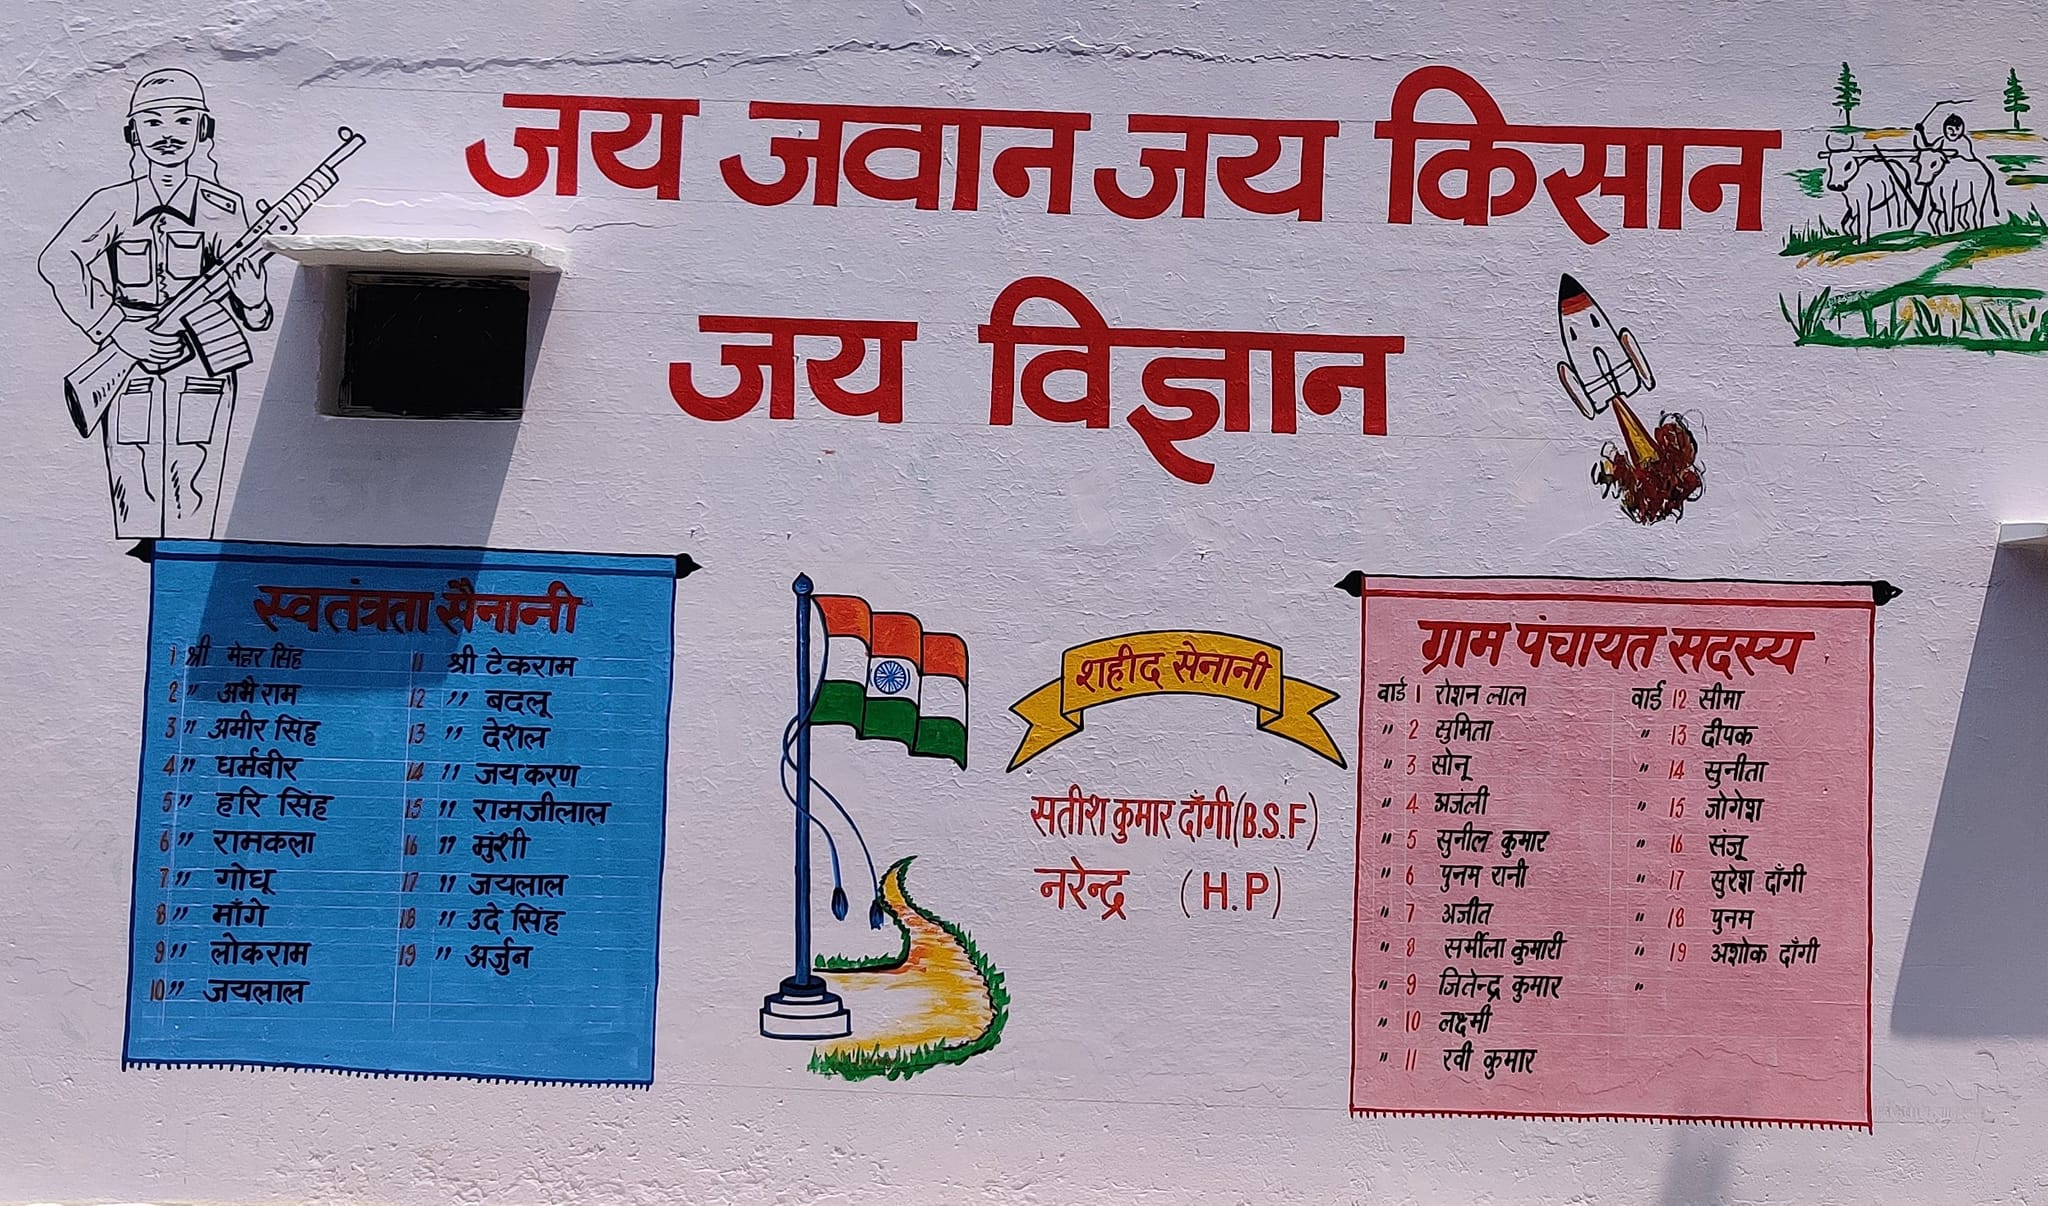 जय जवान जय किसान
जय विज्ञान
स्वतंत्रता सैनानी
1 श्री मेहर सिंह
2 " अभै राम
3 " अमीर सिंह
4 " धर्मबीर
5 " हरि सिंह
6 " रामकला
7 " गोधू
8 " माँगे
9 " लोकराम
10 " जयलाल
11 श्री टेकराम
12 " बदलू
13 " देशल
14 " जयकरण
15 " रामजीलाल
16 " मुंशी
17 " जयलाल
18 " उदे सिंह
19 " अर्जुन
शहीद सेनानी
सतीश कुमार दाँगी (B.S.F)
नरेन्द्र (H.P)
ग्राम पंचायत सदस्य
वार्ड 1 रोशन लाल
" 2 सुमिता
" 3 सोनू
" 4 अजंली
" 5 सुनील कुमार
" 6 पुनम रानी
" 7 अजीत
" 8 सर्मीला कुमारी
" 9 जितेन्द्र कुमार
" 10 लक्ष्मी
" 11 रवी कुमार
वार्ड 12 सीमा
" 13 दीपक
" 14 सुनीता
" 15 जोगेश
" 16 संजू
" 17 सुरेश दाँगी
" 18 पुनम
" 19 अशोक दाँगी
"